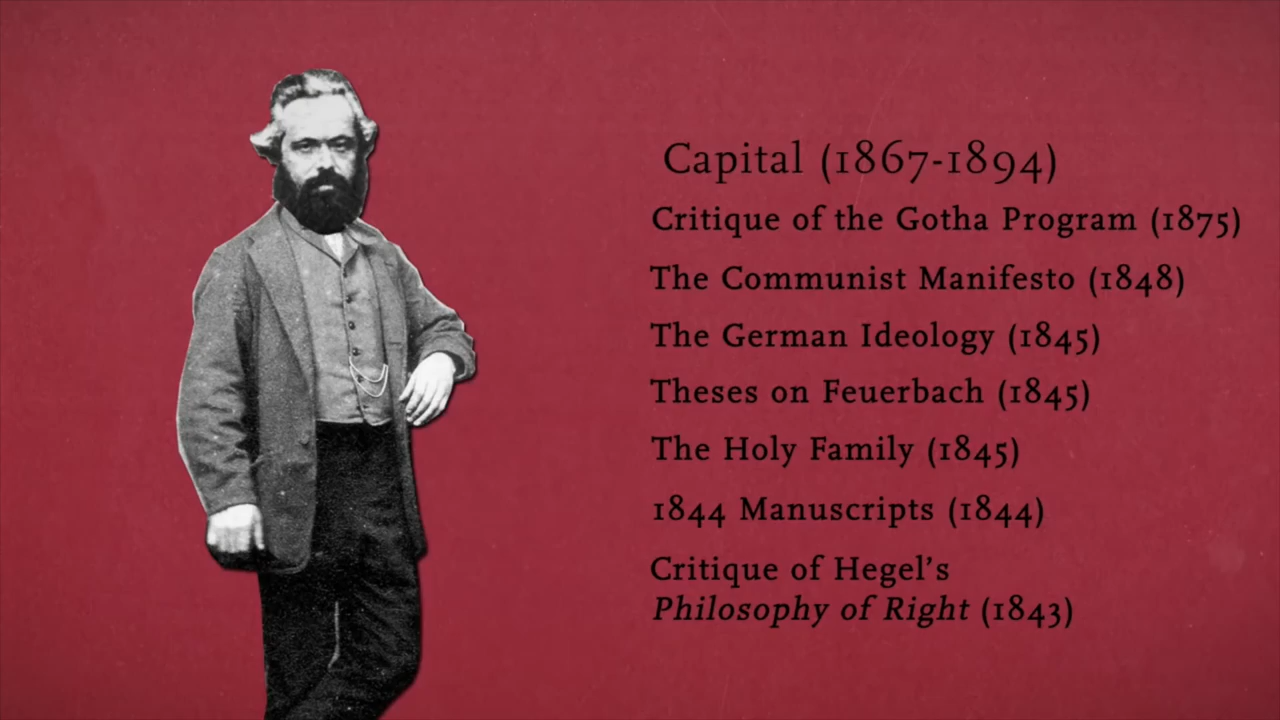 Capital (1867-1894)
Critique of the Gotha Program (1875)
The Communist Manifesto (1848)
The German Ideology (1845)
Theses on Feuerbach (1845)
The Holy Family (1845)
1844 Manuscripts (1844)
Critique of Hegel’s
Philosophy of Right (1843)